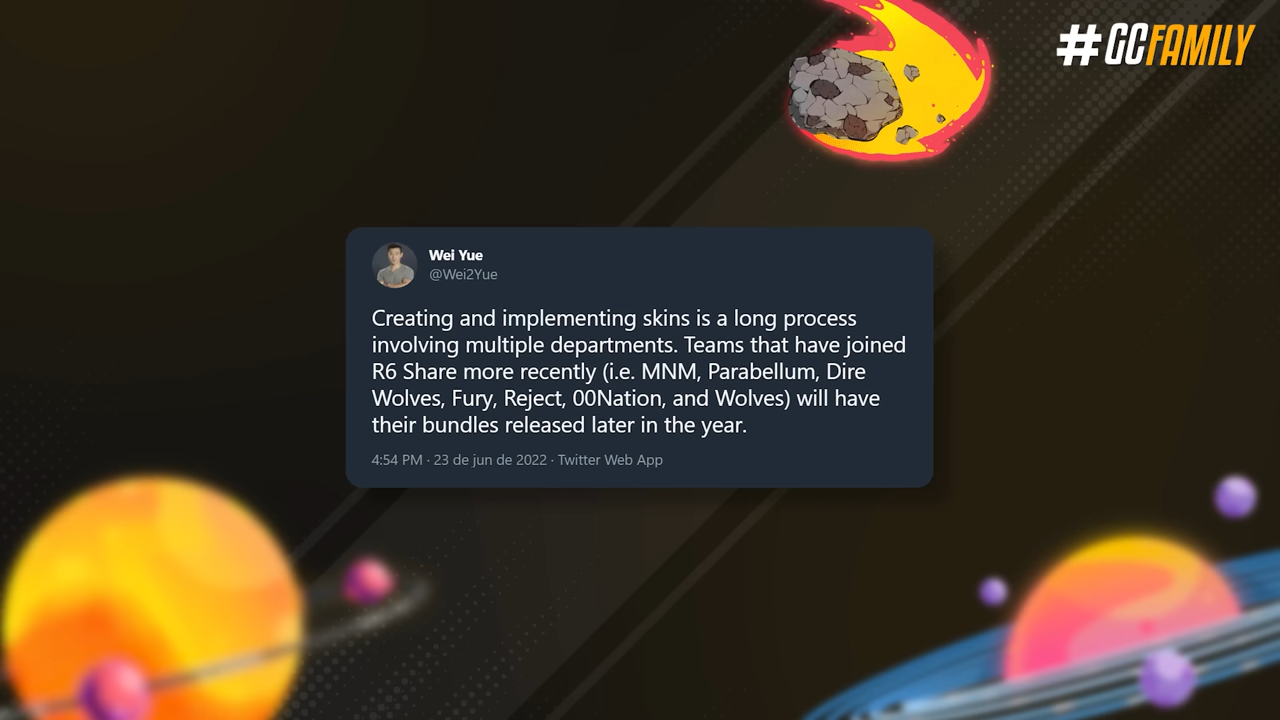 #GCFAMILY
Wei Yue
@Wei2Yue
Creating and implementing skins is a long process
involving multiple departments. Teams that have joined
R6 Share more recently (i.e. MNM, Parabellum, Dire
Wolves, Fury, Reject, 00Nation, and Wolves) will have
their bundles released later in the year.
4:54 PM · 23 de jun de 2022 · Twitter Web App